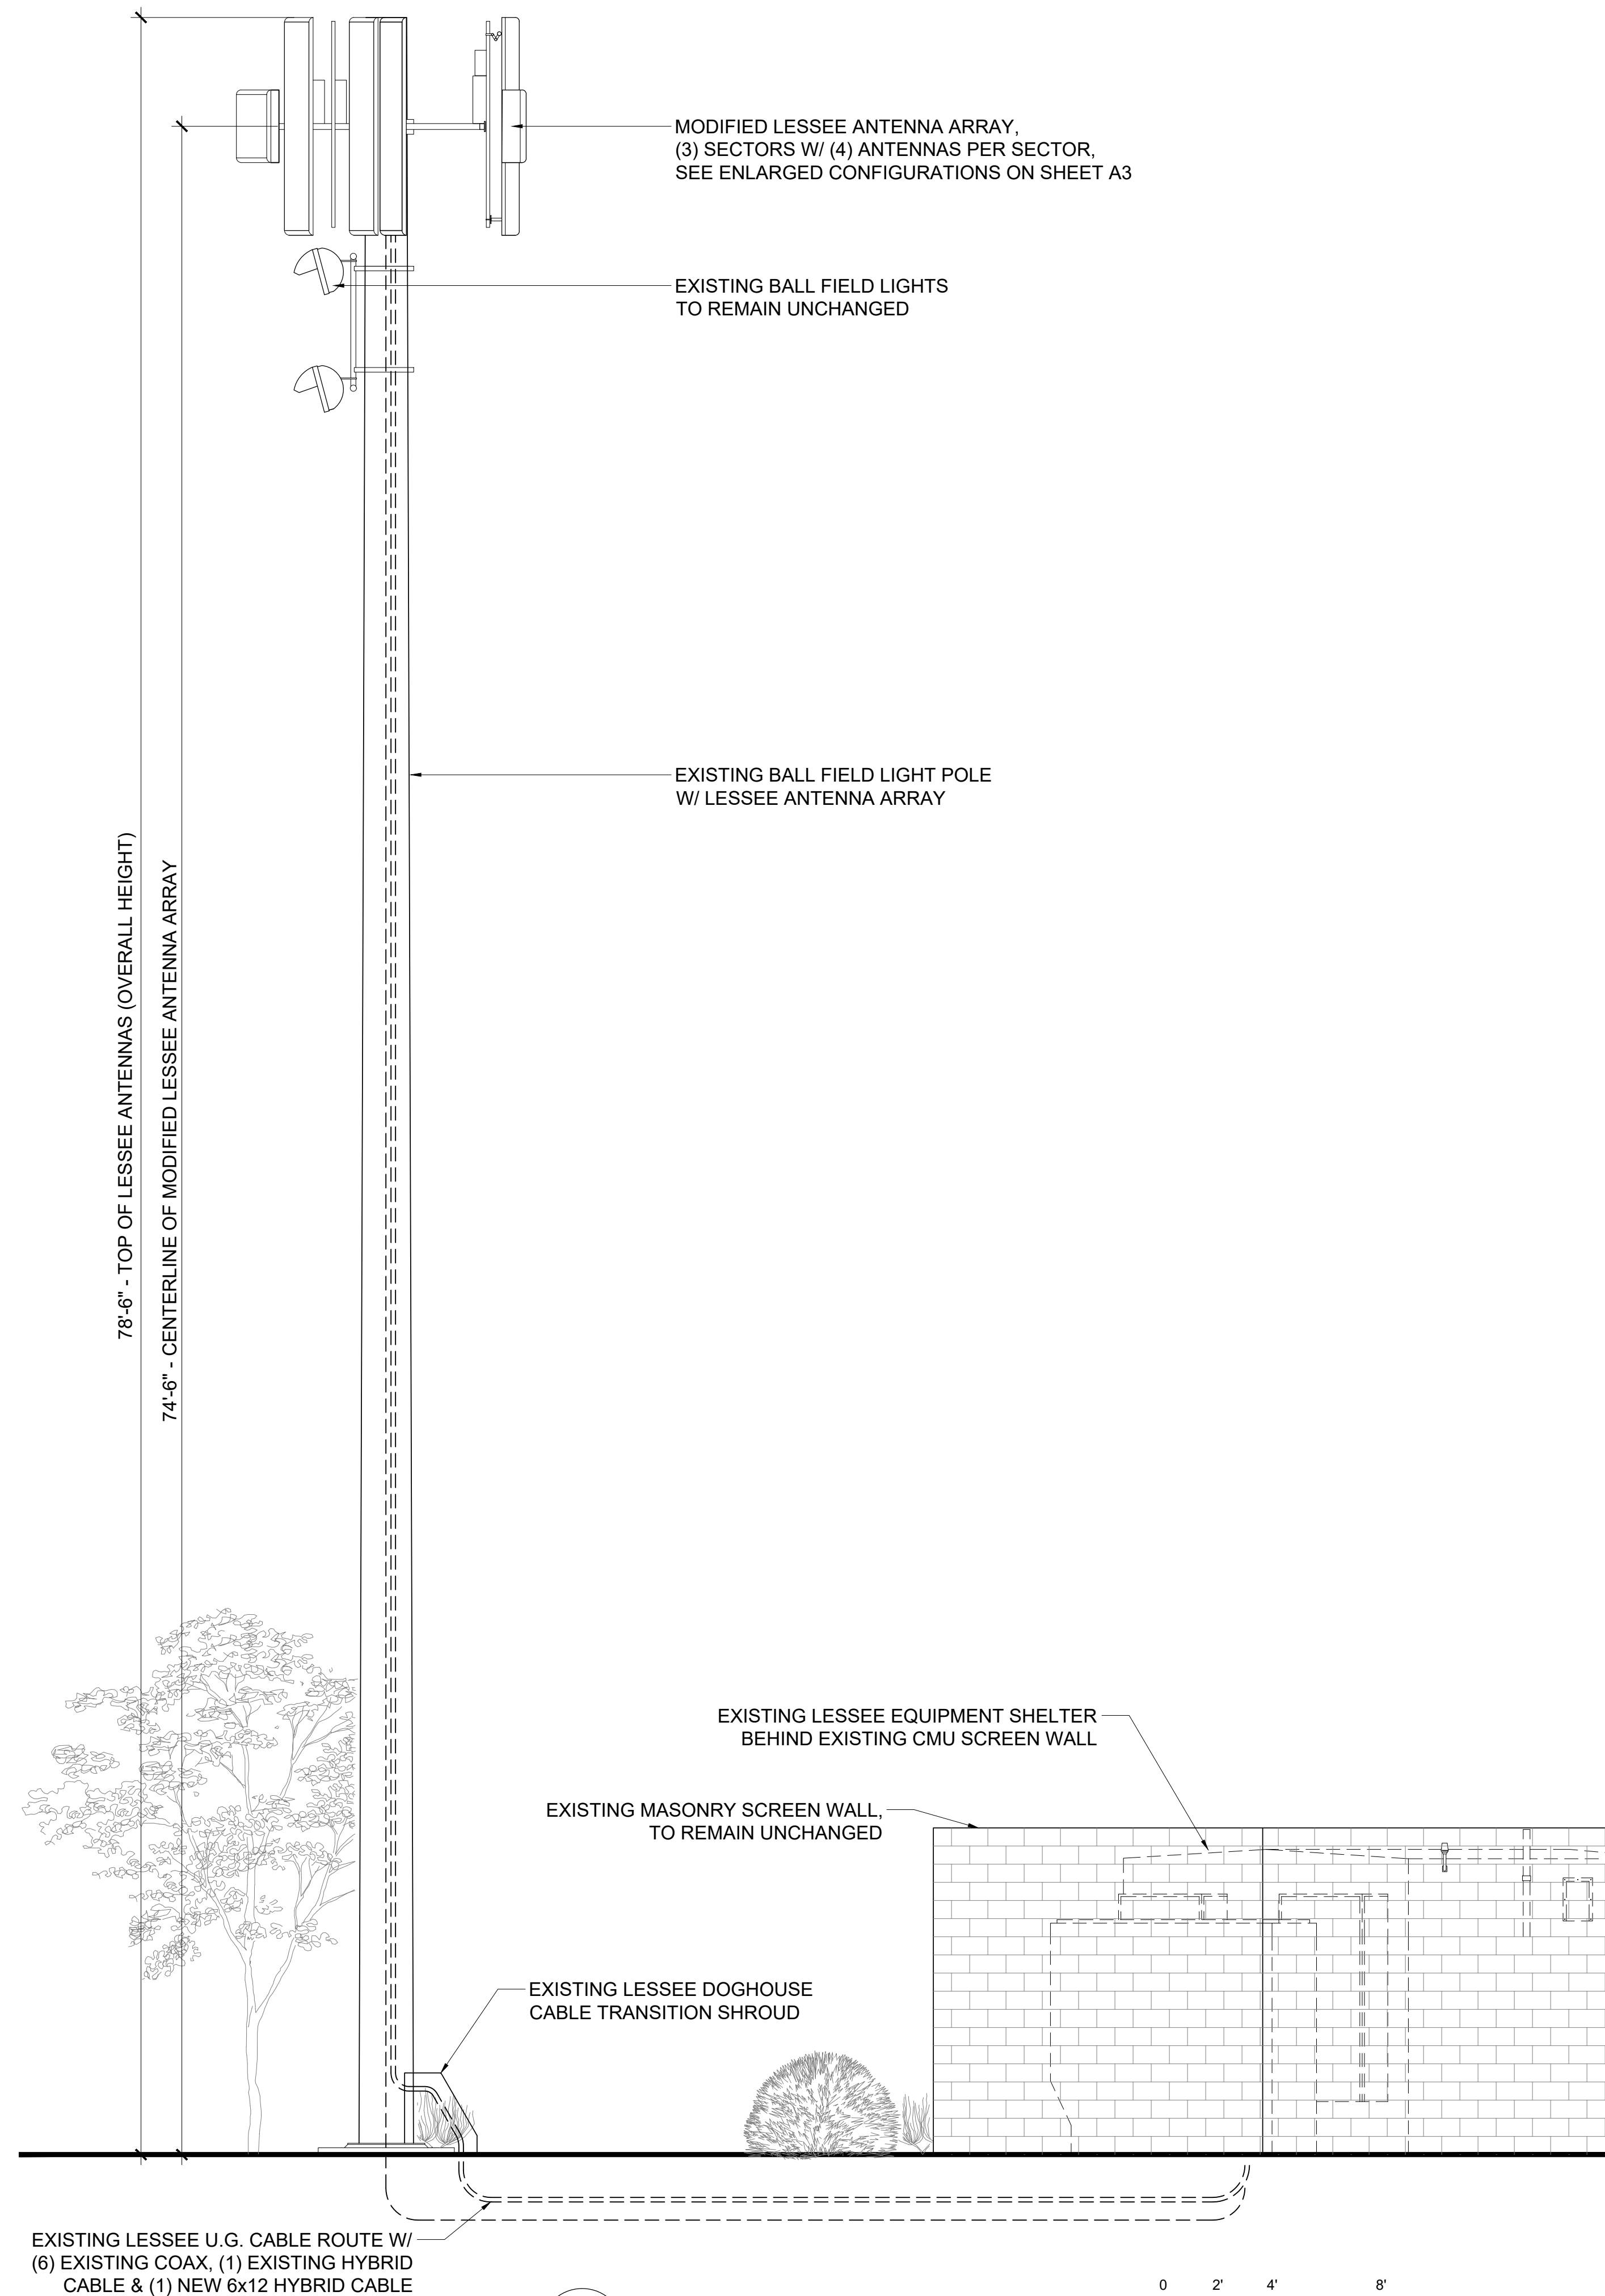 MODIFIED LESSEE ANTENNA ARRAY,
(3) SECTORS W/ (4) ANTENNAS PER SECTOR,
SEE ENLARGED CONFIGURATIONS ON SHEET A3
EXISTING BALL FIELD LIGHTS
TO REMAIN UNCHANGED
EXISTING BALL FIELD LIGHT POLE
W/ LESSEE ANTENNA ARRAY
78'-6" - TOP OF LESSEE ANTENNAS (OVERALL HEIGHT)
74'-6" - CENTERLINE OF MODIFIED LESSEE ANTENNA ARRAY
EXISTING LESSEE EQUIPMENT SHELTER
BEHIND EXISTING CMU SCREEN WALL
EXISTING MASONRY SCREEN WALL,
TO REMAIN UNCHANGED
EXISTING LESSEE DOGHOUSE
CABLE TRANSITION SHROUD
EXISTING LESSEE U.G. CABLE ROUTE W/
(6) EXISTING COAX, (1) EXISTING HYBRID
CABLE & (1) NEW 6x12 HYBRID CABLE
0 2' 4' 8'